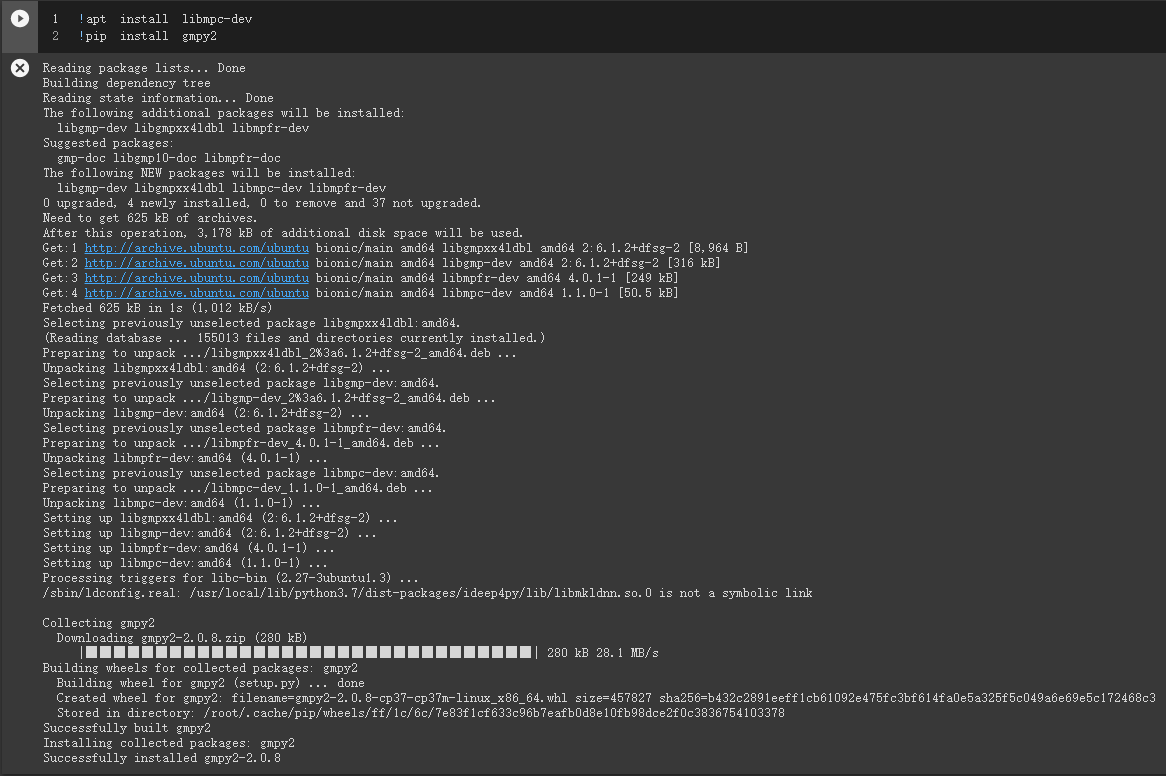 1 !apt install libmpc-dev
2 !pip install gmpy2
Reading package lists... Done
Building dependency tree
Reading state information... Done
The following additional packages will be installed:
  libgmp-dev libgmpxx4ldbl libmpfr-dev
Suggested packages:
  gmp-doc libgmp10-doc libmpfr-doc
The following NEW packages will be installed:
  libgmp-dev libgmpxx4ldbl libmpc-dev libmpfr-dev
0 upgraded, 4 newly installed, 0 to remove and 37 not upgraded.
Need to get 625 kB of archives.
After this operation, 3,178 kB of additional disk space will be used.
Get:1 http://archive.ubuntu.com/ubuntu bionic/main amd64 libgmpxx4ldbl amd64 2:6.1.2+dfsg-2 [8,964 B]
Get:2 http://archive.ubuntu.com/ubuntu bionic/main amd64 libgmp-dev amd64 2:6.1.2+dfsg-2 [316 kB]
Get:3 http://archive.ubuntu.com/ubuntu bionic/main amd64 libmpfr-dev amd64 4.0.1-1 [249 kB]
Get:4 http://archive.ubuntu.com/ubuntu bionic/main amd64 libmpc-dev amd64 1.1.0-1 [50.5 kB]
Fetched 625 kB in 1s (1,012 kB/s)
Selecting previously unselected package libgmpxx4ldbl:amd64.
(Reading database ... 155013 files and directories currently installed.)
Preparing to unpack .../libgmpxx4ldbl_2%3a6.1.2+dfsg-2_amd64.deb ...
Unpacking libgmpxx4ldbl:amd64 (2:6.1.2+dfsg-2) ...
Selecting previously unselected package libgmp-dev:amd64.
Preparing to unpack .../libgmp-dev_2%3a6.1.2+dfsg-2_amd64.deb ...
Unpacking libgmp-dev:amd64 (2:6.1.2+dfsg-2) ...
Selecting previously unselected package libmpfr-dev:amd64.
Preparing to unpack .../libmpfr-dev_4.0.1-1_amd64.deb ...
Unpacking libmpfr-dev:amd64 (4.0.1-1) ...
Selecting previously unselected package libmpc-dev:amd64.
Preparing to unpack .../libmpc-dev_1.1.0-1_amd64.deb ...
Unpacking libmpc-dev:amd64 (1.1.0-1) ...
Setting up libgmpxx4ldbl:amd64 (2:6.1.2+dfsg-2) ...
Setting up libgmp-dev:amd64 (2:6.1.2+dfsg-2) ...
Setting up libmpfr-dev:amd64 (4.0.1-1) ...
Setting up libmpc-dev:amd64 (1.1.0-1) ...
Processing triggers for libc-bin (2.27-3ubuntu1.3) ...
/sbin/ldconfig.real: /usr/local/lib/python3.7/dist-packages/ideep4py/lib/libmkldnn.so.0 is not a symbolic link
Collecting gmpy2
  Downloading gmpy2-2.0.8.zip (280 kB)
     |████████████████████████████████| 280 kB 28.1 MB/s
Building wheels for collected packages: gmpy2
  Building wheel for gmpy2 (setup.py) ... done
  Created wheel for gmpy2: filename=gmpy2-2.0.8-cp37-cp37m-linux_x86_64.whl size=457827 sha256=b432c2891eeff1cb61092e475fc3bf614fa0e5a325f5c049a6e69e5c172468c3
  Stored in directory: /root/.cache/pip/wheels/ff/1c/6c/7e83f1cf633c96b7eafb0d8e10fb98dce2f0c3836754103378
Successfully built gmpy2
Installing collected packages: gmpy2
Successfully installed gmpy2-2.0.8